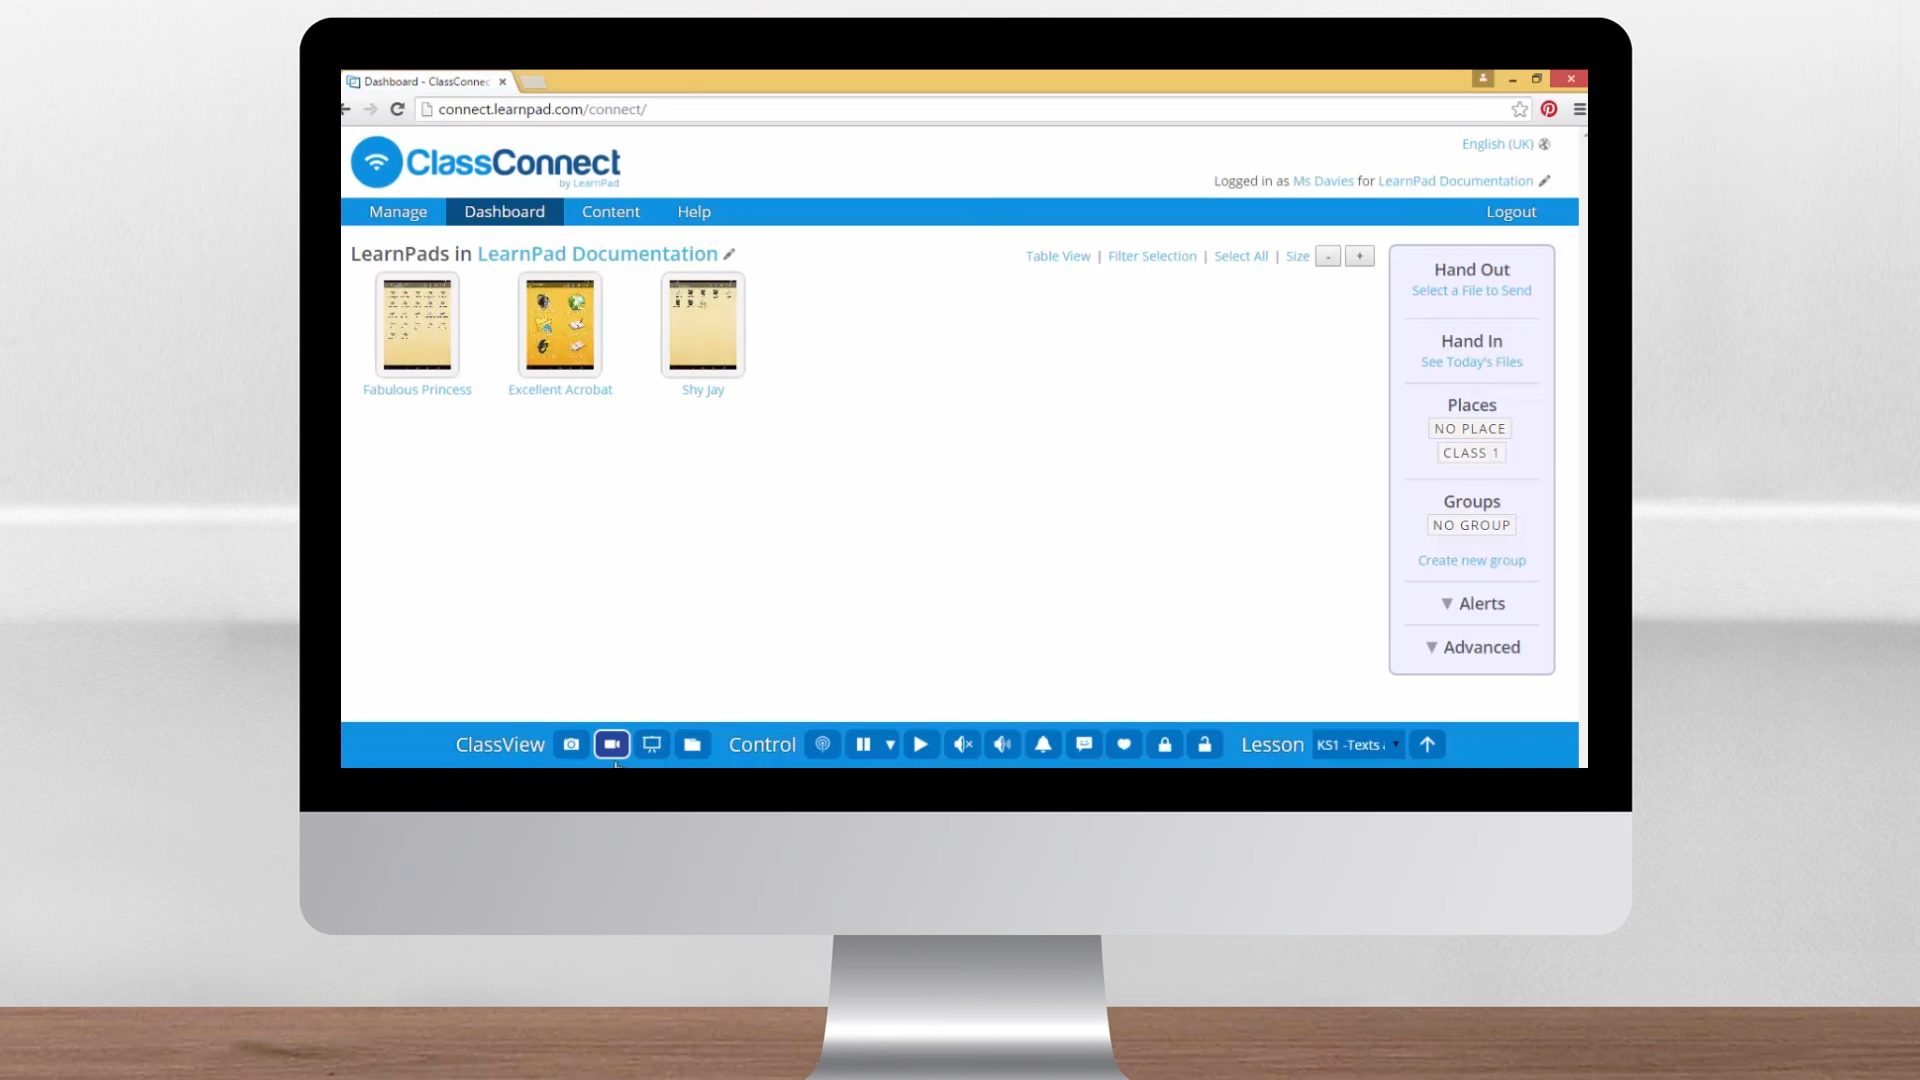 Dashboard - ClassConnec
connect.learnpad.com/connect/
English (UK)
ClassConnect
by LearnPad
Logged in as Ms Davies for LearnPad Documentation
Manage Dashboard Content Help Logout
LearnPads in LearnPad Documentation
Table View | Filter Selection | Select All | Size - +
Fabulous Princess Excellent Acrobat Shy Jay
Hand Out
Select a File to Send
Hand In
See Today's Files
Places
NO PLACE
CLASS 1
Groups
NO GROUP
Create new group
Alerts
Advanced
ClassView Control Lesson KS1 -Texts